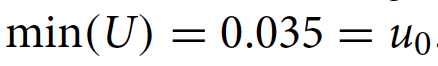 min(U) = 0.035 = u₀.